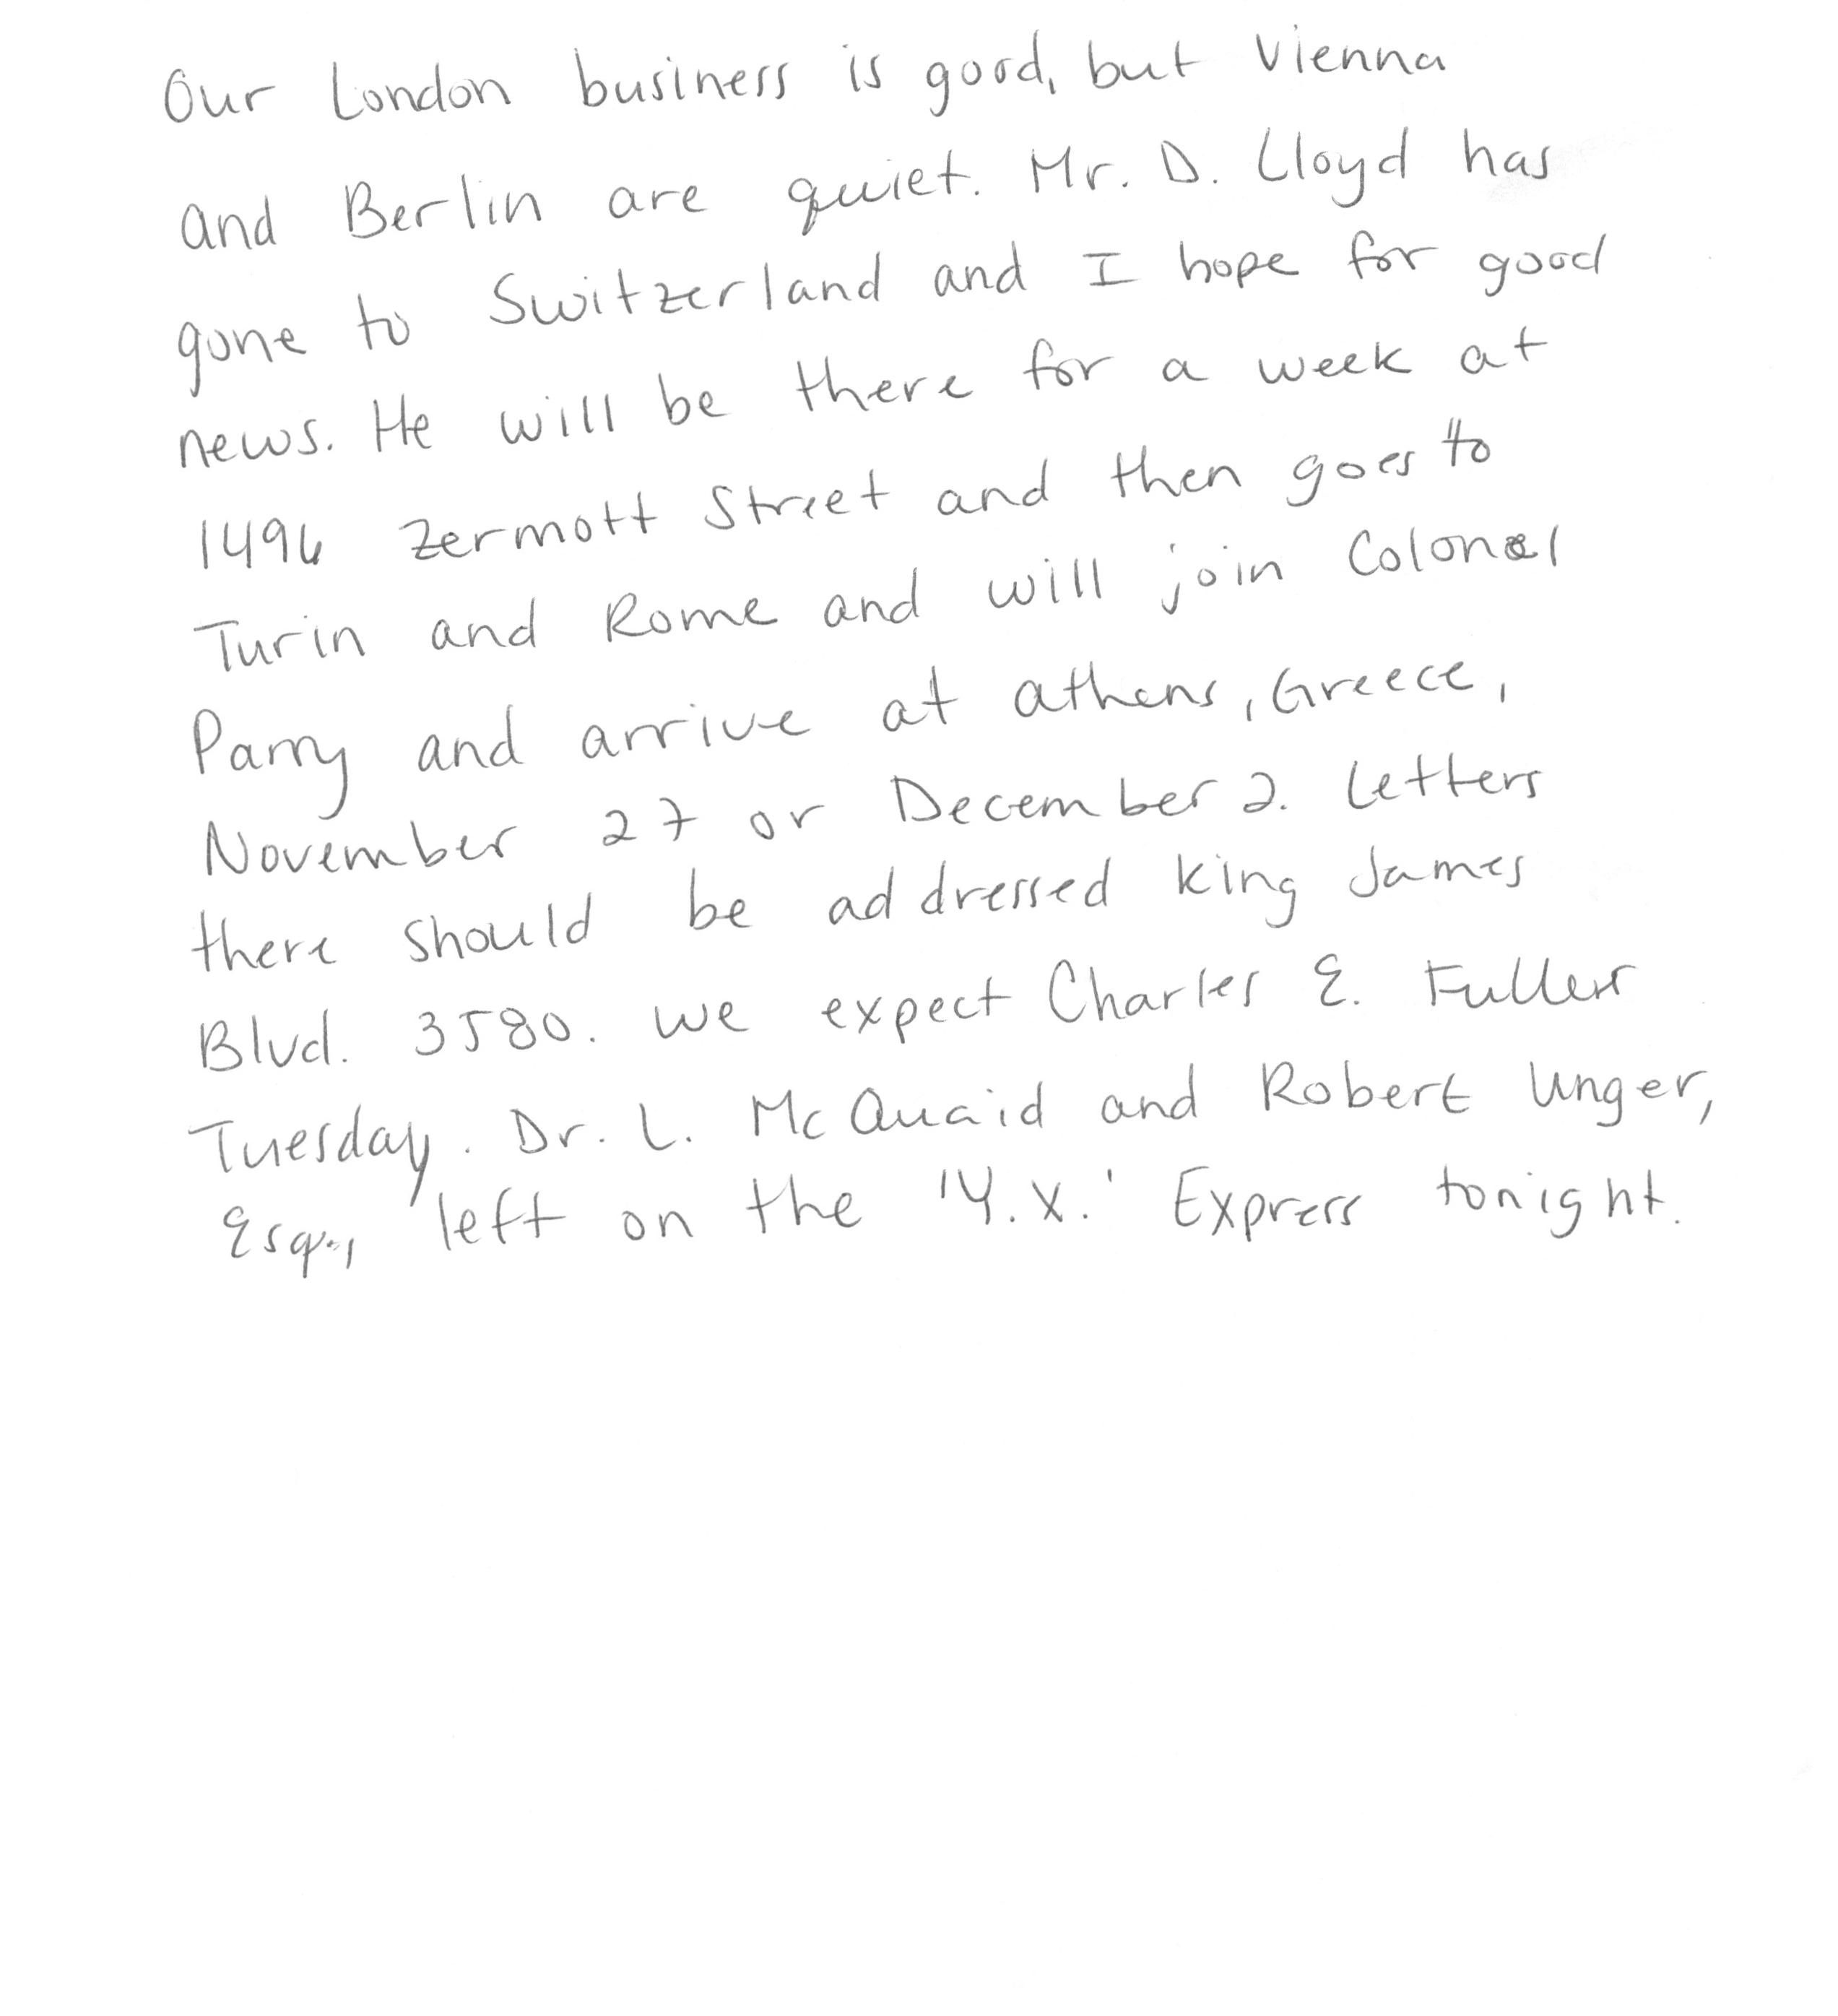 Our London business is good, but Vienna
and Berlin are quiet. Mr. D. Lloyd has
gone to Switzerland and I hope for good
news. He will be there for a week at
1496 Zermott Street and then goes to
Turin and Rome and will join Colonel
Parry and arrive at athens, Greece,
November 27 or December 2. Letters
there should be addressed King James
Blvd. 3580. We expect Charles E. Fuller
Tuesday. Dr. L. McQuaid and Robert Unger,
Esq., left on the 'Y.X.' Express tonight.